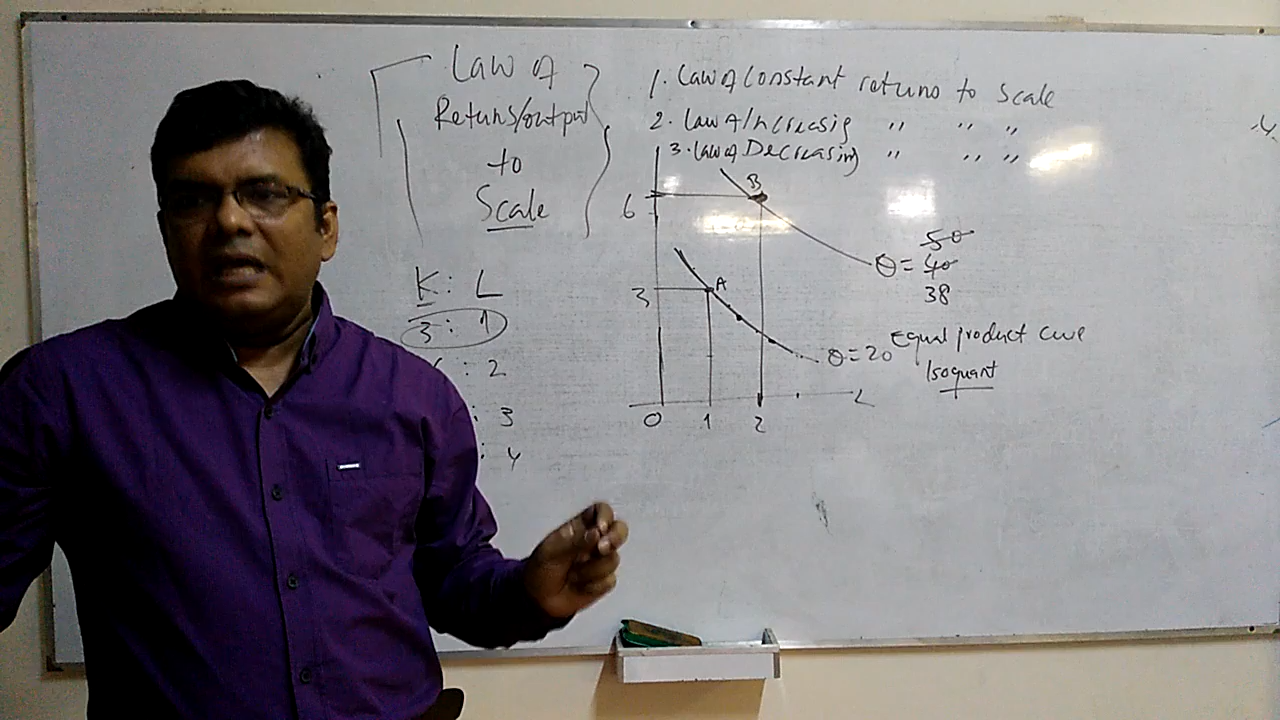 Law of
Returns/output
to
Scale
K : L
3 : 1
: 2
: 3
: 4
1. Law of Constant returns to Scale
2. Law of Increasig " " "
3. Law of Decreasing " " "
B
6
θ = 50
40
38
A
3
θ = 20
Equal product curve
Isoquant
0 1 2 L